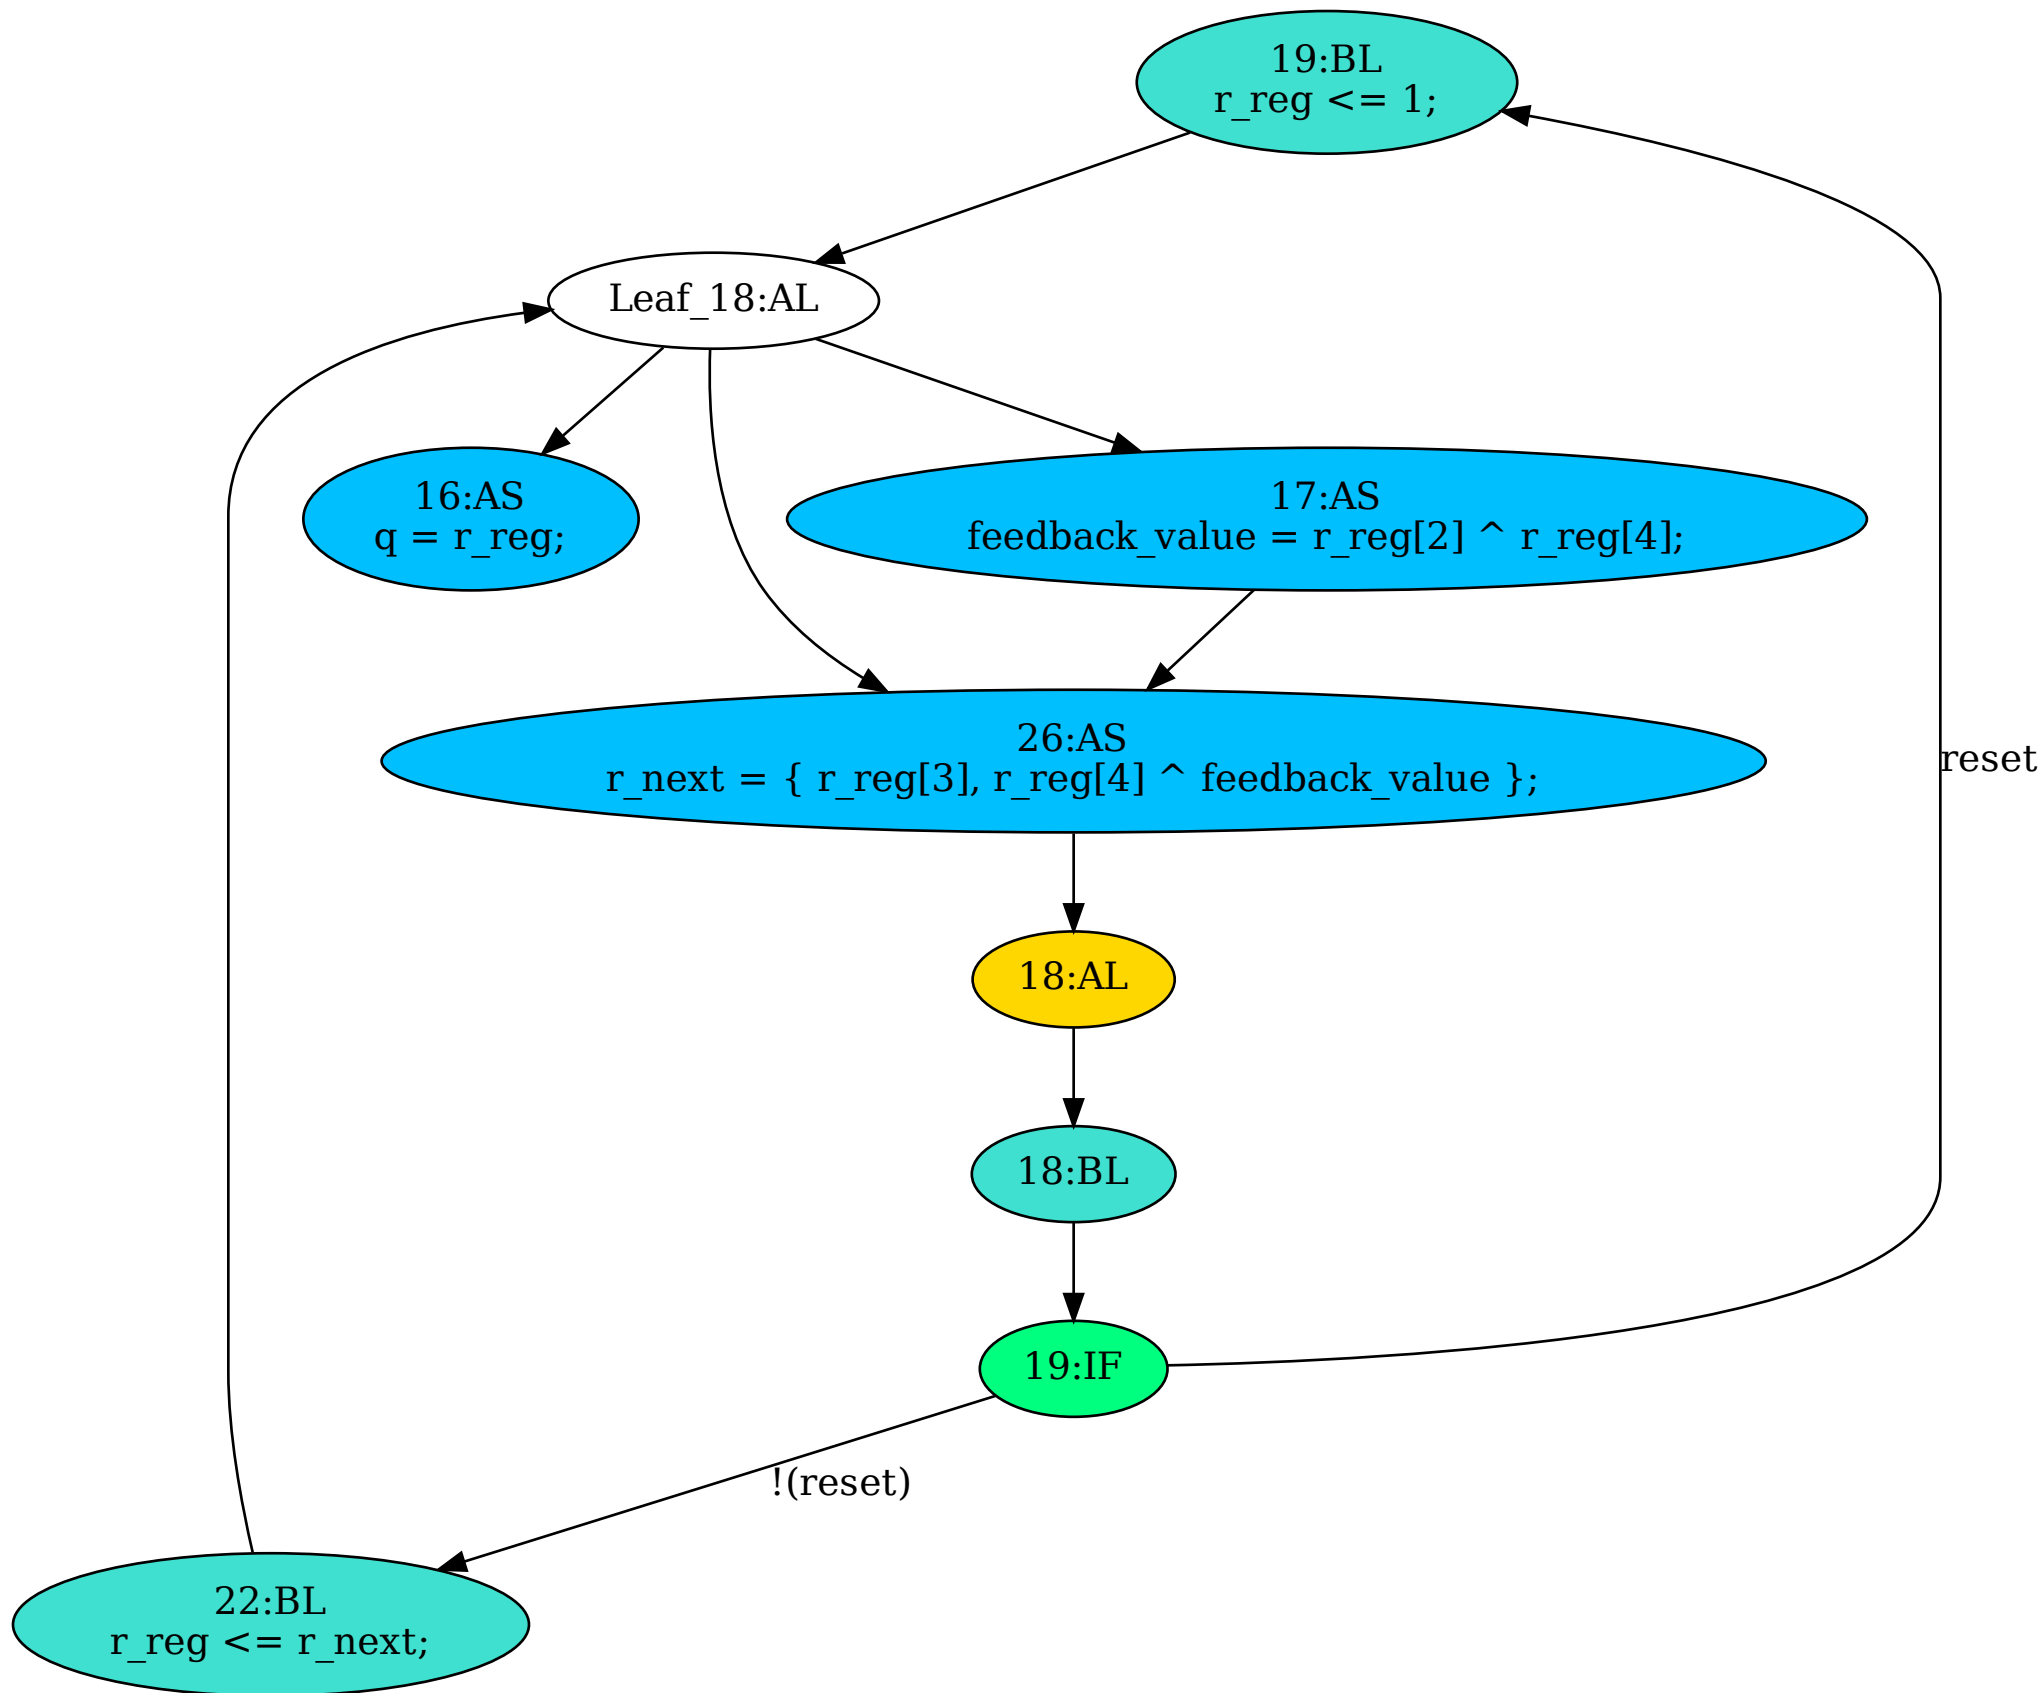 19:BL
r_reg <= 1;
Leaf_18:AL
16:AS
q = r_reg;
17:AS
feedback_value = r_reg[2] ^ r_reg[4];
26:AS
r_next = { r_reg[3], r_reg[4] ^ feedback_value };
reset
18:AL
18:BL
19:IF
!(reset)
22:BL
r_reg <= r_next;